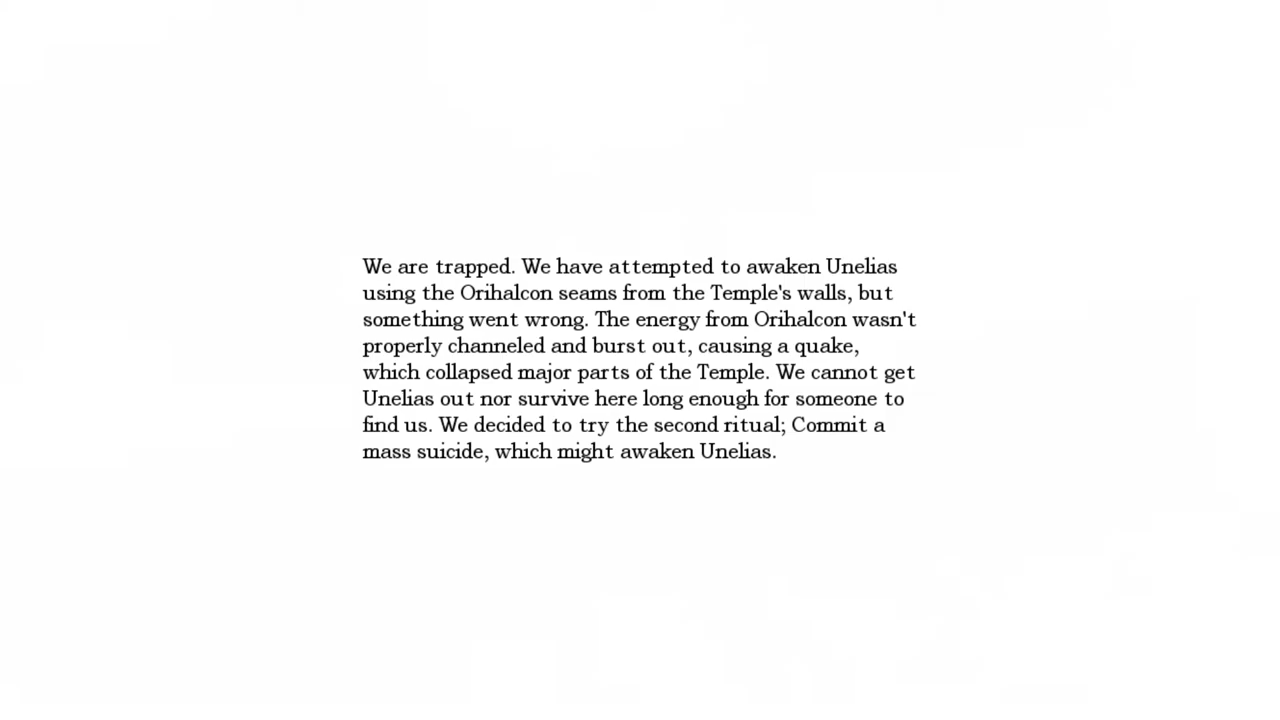 We are trapped. We have attempted to awaken Unelias
using the Orihalcon seams from the Temple's walls, but
something went wrong. The energy from Orihalcon wasn't
properly channeled and burst out, causing a quake,
which collapsed major parts of the Temple. We cannot get
Unelias out nor survive here long enough for someone to
find us. We decided to try the second ritual; Commit a
mass suicide, which might awaken Unelias.